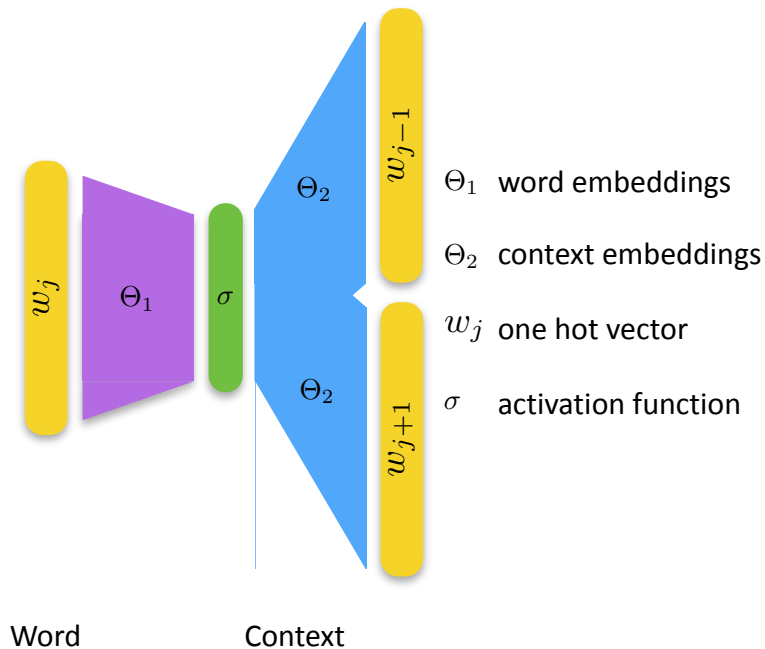 w_j
Θ_1
σ
Θ_2
Θ_2
w_{j−1}
w_{j+1}
Θ_1 word embeddings
Θ_2 context embeddings
w_j one hot vector
σ activation function
Word
Context